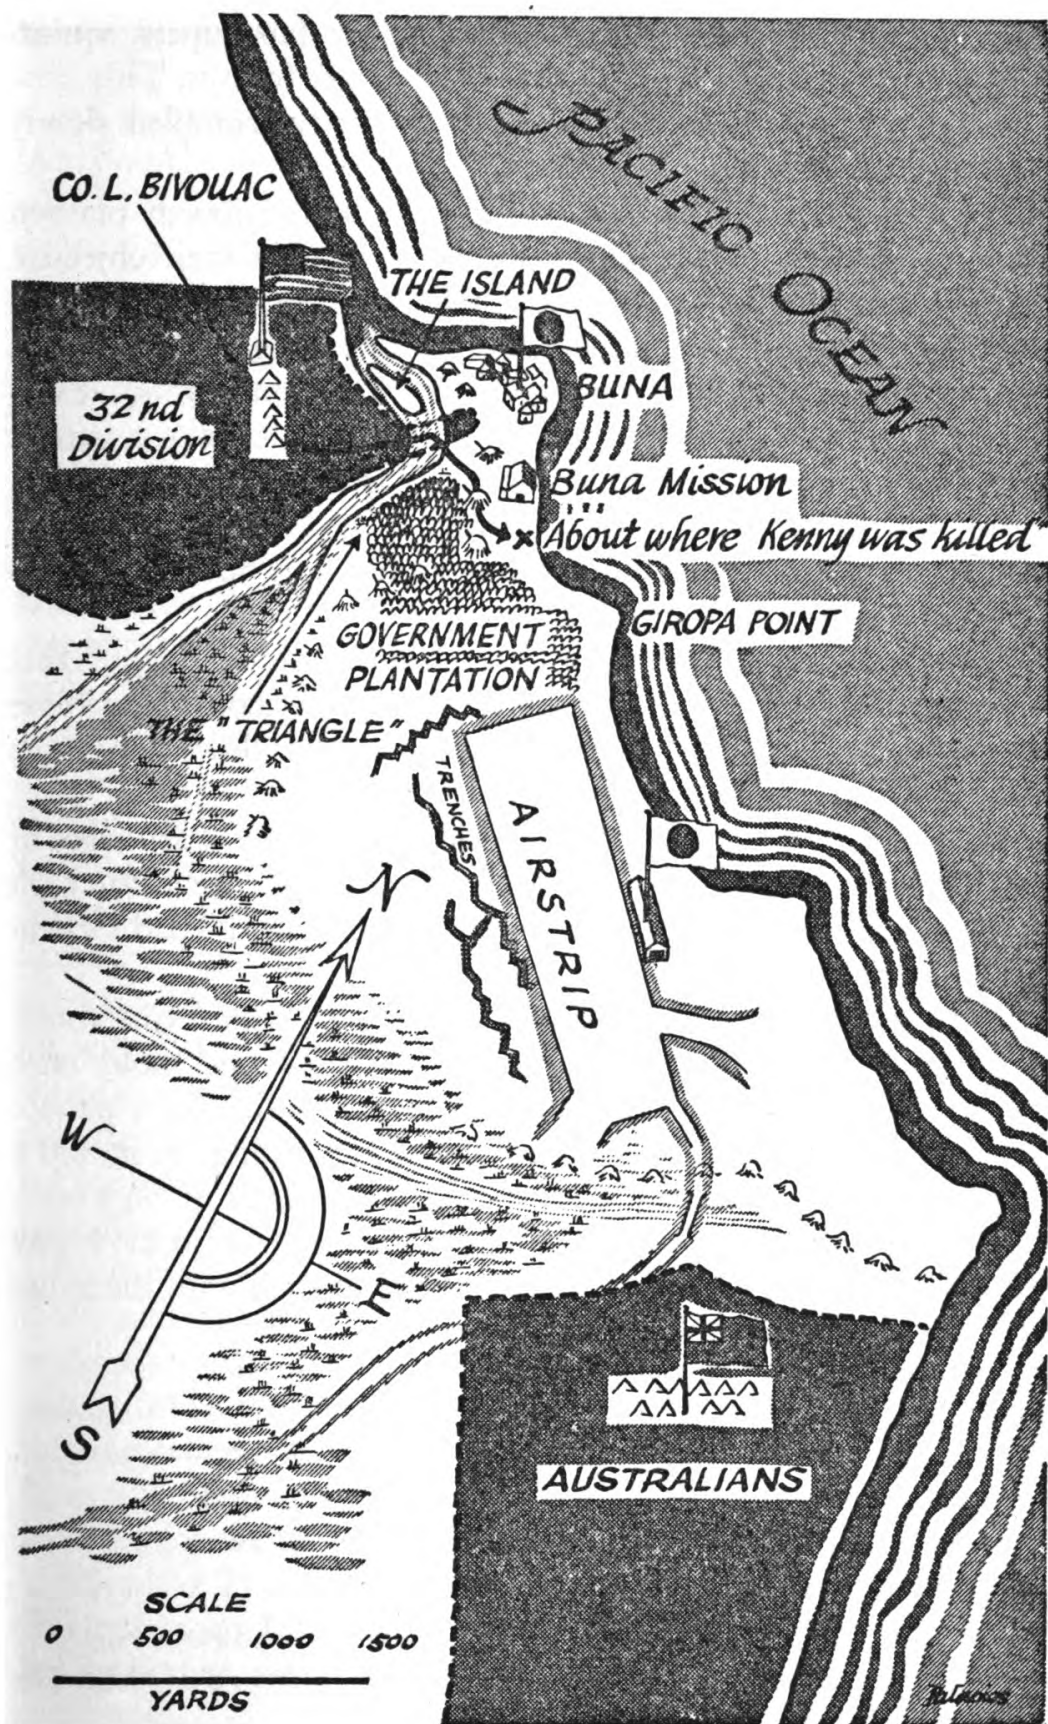 PACIFIC OCEAN
CO. L. BIVOUAC
THE ISLAND
BUNA
32nd
Division
Buna Mission
About where Kenny was killed
GIROPA POINT
GOVERNMENT
PLANTATION
THE "TRIANGLE"
TRENCHES
AIRSTRIP
N
W
E
S
AUSTRALIANS
SCALE
0 500 1000 1500
YARDS
Palacios